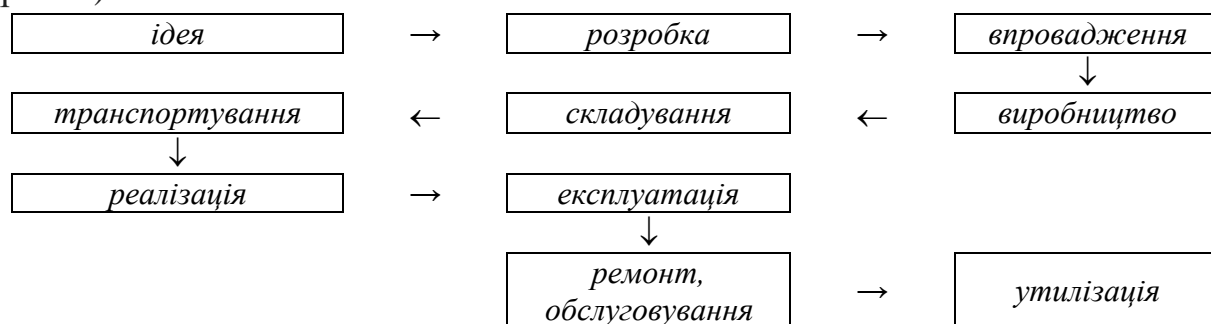 ідея → розробка → впровадження
↓
транспортування ← складування ← виробництво
↓
реалізація → експлуатація
↓
ремонт, обслуговування → утилізація